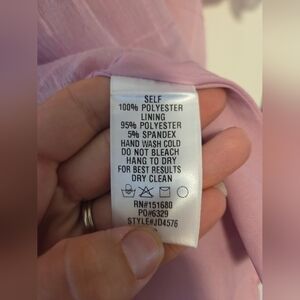 SELF
100% POLYESTER
LINING
95% POLYESTER
5% SPANDEX
HAND WASH COLD
DO NOT BLEACH
HANG TO DRY
FOR BEST RESULTS
DRY CLEAN
RN#151680
PO#6329
STYLE#JD4576